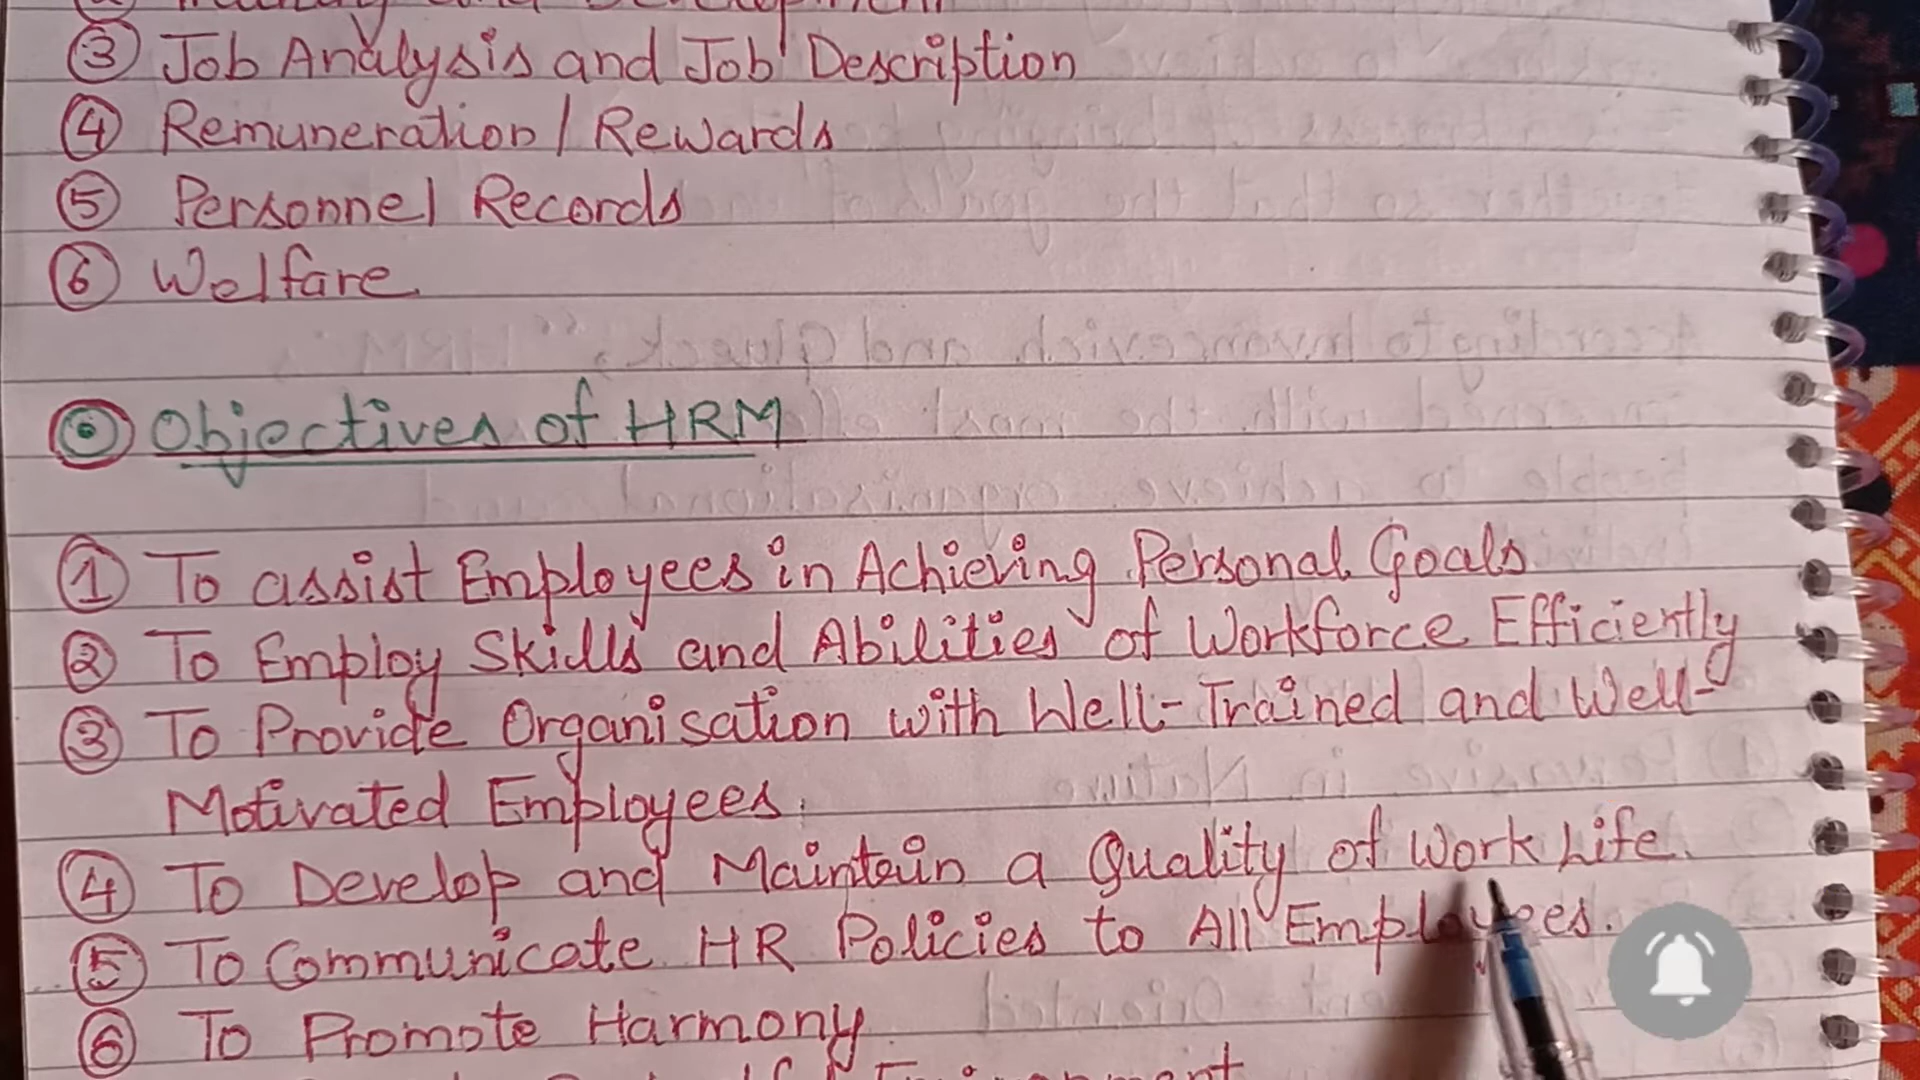 ③ Job Analysis and Job Description
④ Remuneration / Rewards
⑤ Personnel Records
⑥ Welfare
Objectives of HRM
① To assist Employees in Achieving Personal Goals
② To Employ Skills and Abilities of Workforce Efficiently
③ To Provide Organisation with Well-Trained and Well-
Motivated Employees.
④ To Develop and Maintain a Quality of Work Life.
⑤ To Communicate HR Policies to All Employees.
⑥ To Promote Harmony